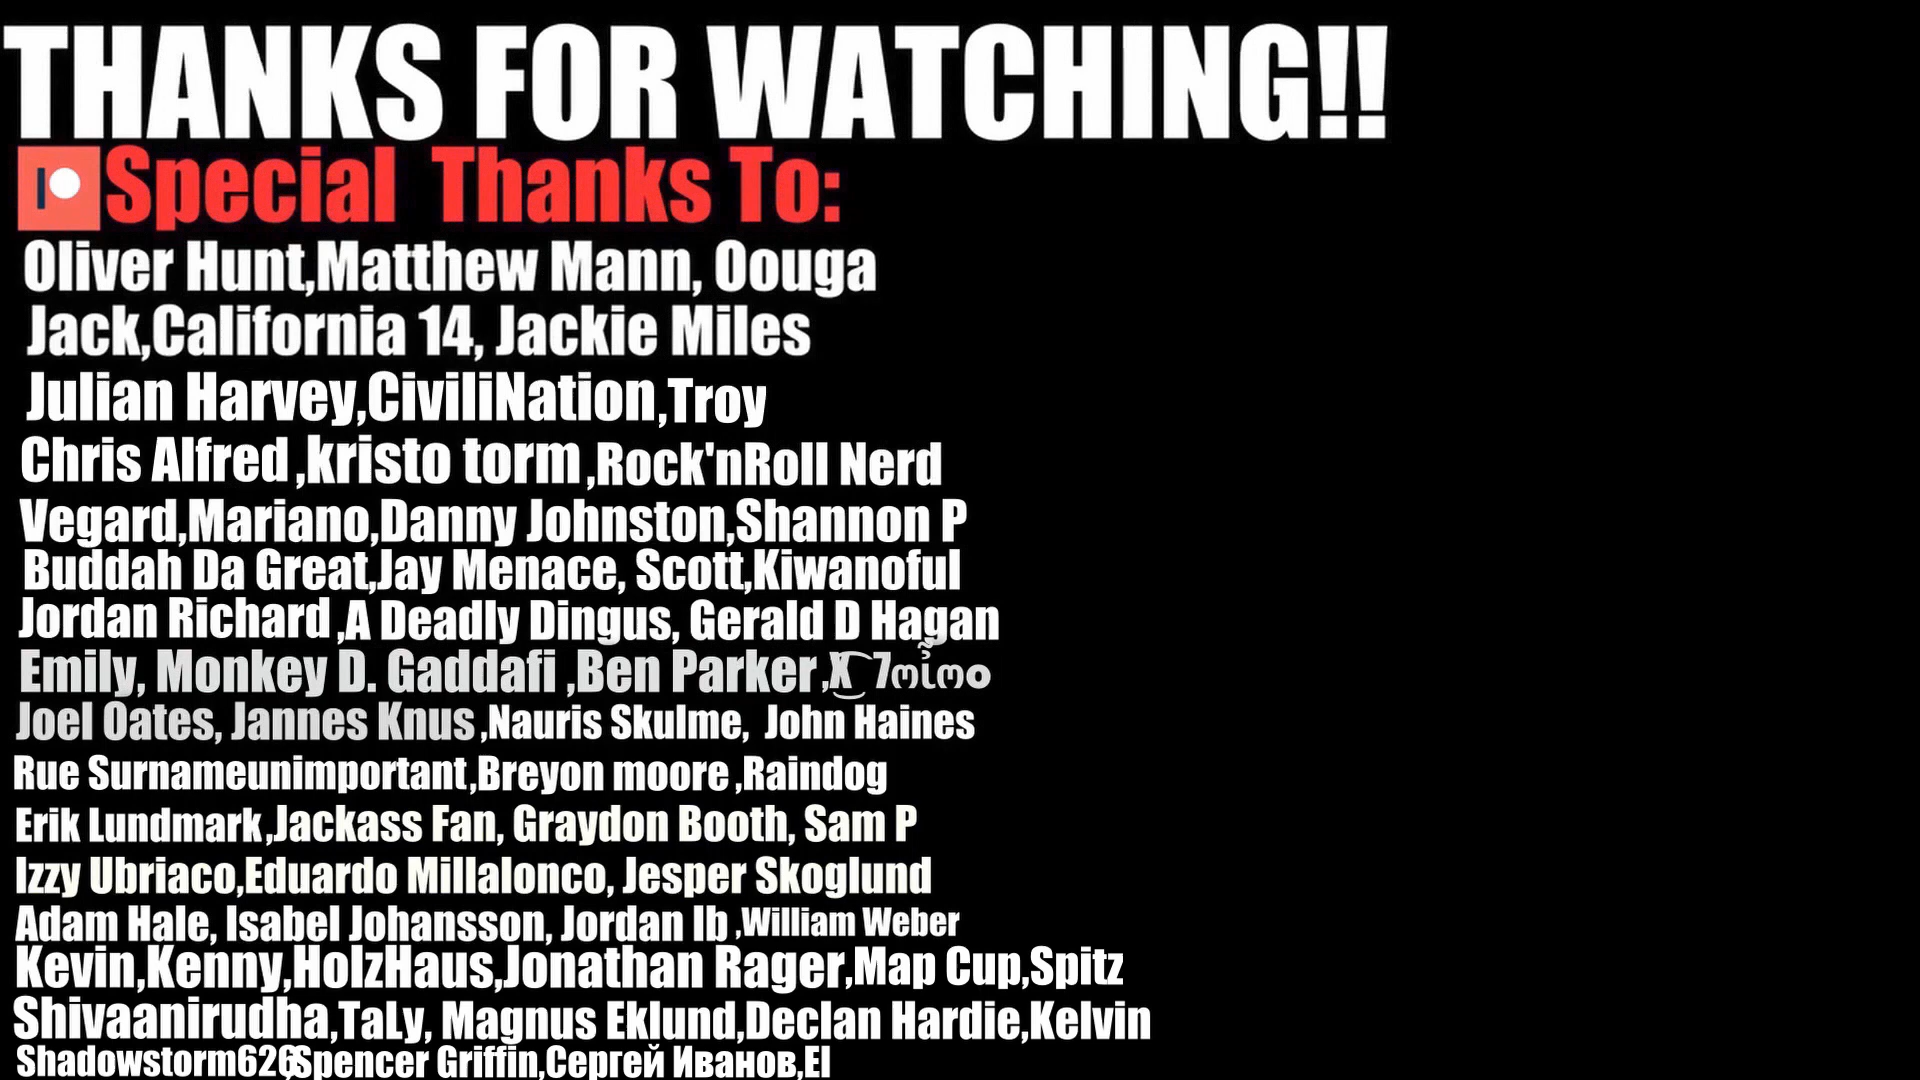 THANKS FOR WATCHING!!
Special Thanks To:
Oliver Hunt,Matthew Mann, Oouga
Jack,California 14, Jackie Miles
Julian Harvey,CiviliNation,Troy
Chris Alfred ,kristo torm ,Rock'nRoll Nerd
Vegard,Mariano,Danny Johnston,Shannon P
Buddah Da Great,Jay Menace, Scott,Kiwanoful
Jordan Richard ,A Deadly Dingus, Gerald D Hagan
Emily, Monkey D. Gaddafi ,Ben Parker
Joel Oates, Jannes Knus ,Nauris Skulme, John Haines
Rue Surnameunimportant,Breyon moore ,Raindog
Erik Lundmark,Jackass Fan, Graydon Booth, Sam P
Izzy Ubriaco,Eduardo Millalonco, Jesper Skoglund
Adam Hale, Isabel Johansson, Jordan Ib ,William Weber
Kevin,Kenny,HolzHaus,Jonathan Rager,Map Cup,Spitz
Shivaanirudha,TaLy, Magnus Eklund,Declan Hardie,Kelvin
Shadowstorm626,Spencer Griffin,Сергей Иванов,El